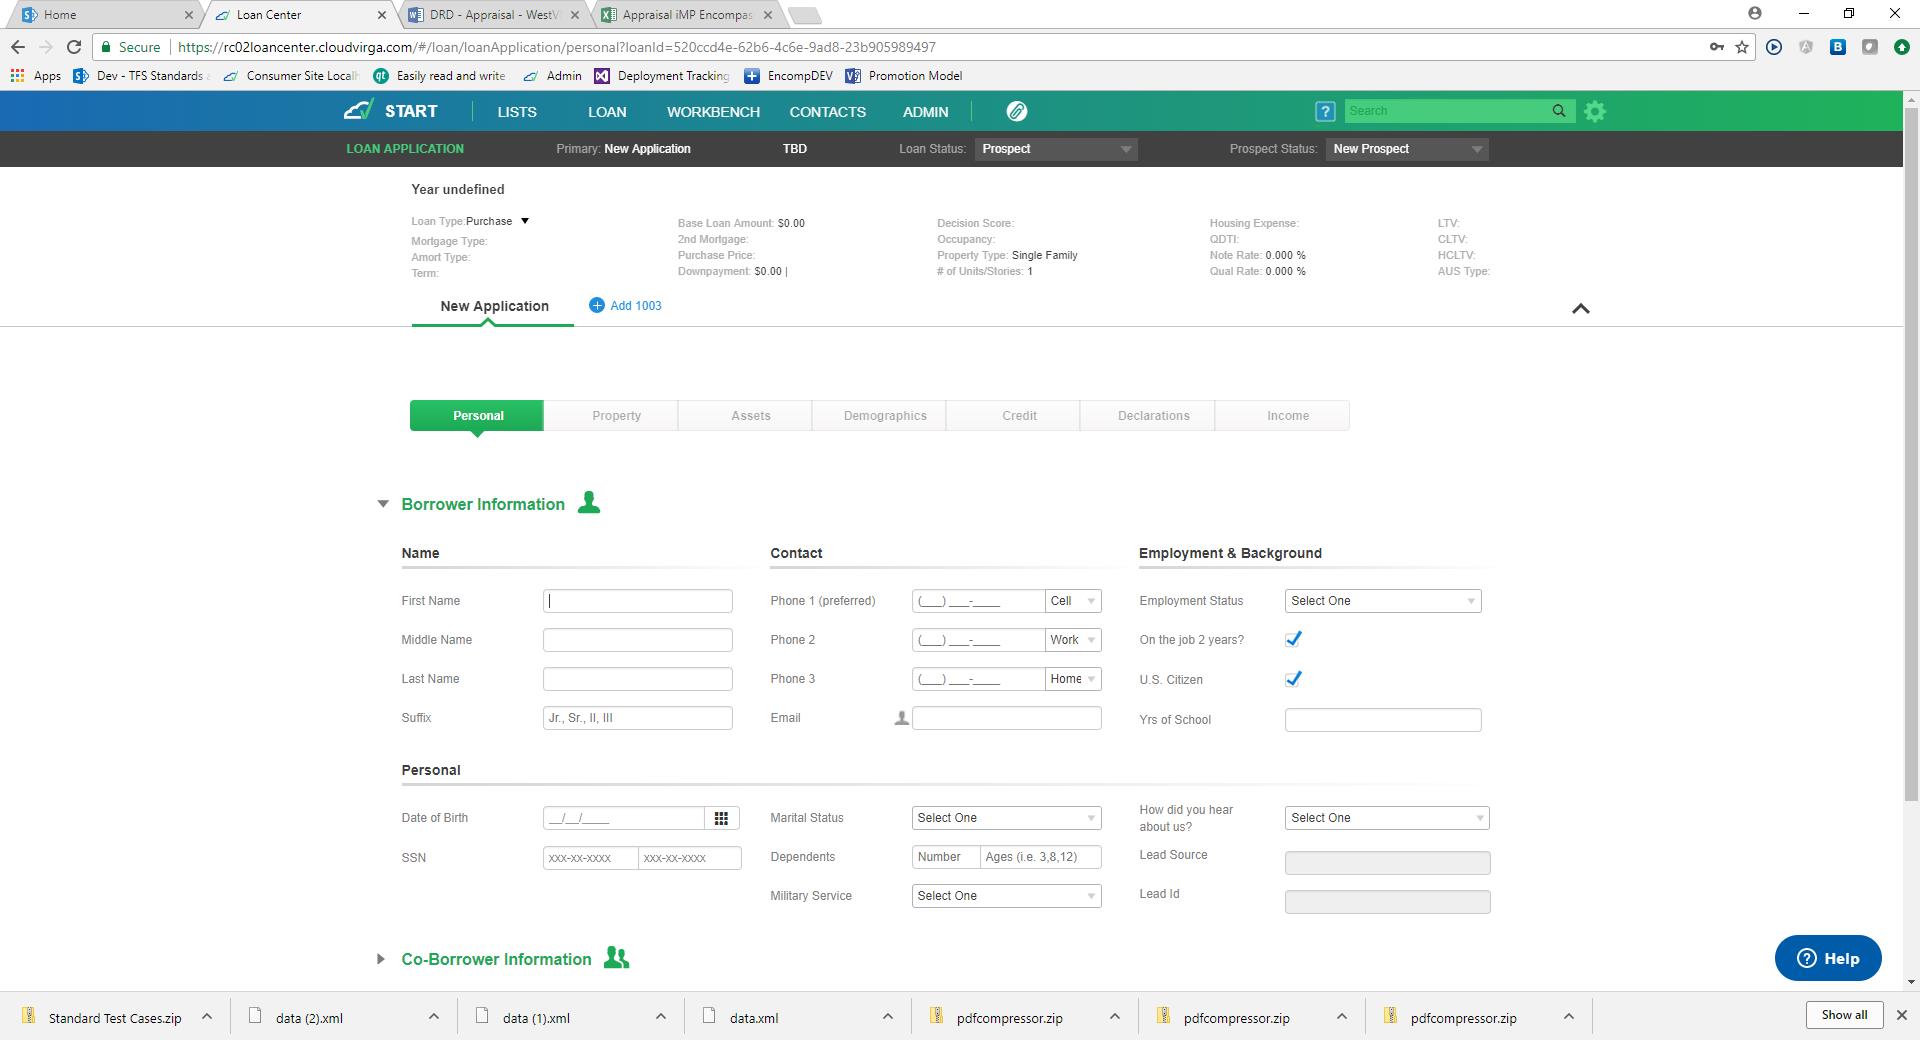 Home
Loan Center
DRD - Appraisal - WestV
Appraisal iMP Encompas
Secure
https://rc02loancenter.cloudvirga.com/#/loan/loanApplication/personal?loanId=520ccd4e-62b6-4c6e-9ad8-23b905989497
Apps
Dev - TFS Standards
Consumer Site Local
Easily read and write
Admin
Deployment Tracking
EncompDEV
Promotion Model
START
LISTS
LOAN
WORKBENCH
CONTACTS
ADMIN
?
Search
LOAN APPLICATION
Primary: New Application
TBD
Loan Status: Prospect
Prospect Status: New Prospect
Year undefined
Loan Type:Purchase
Mortgage Type:
Amort Type:
Term:
Base Loan Amount: $0.00
2nd Mortgage:
Purchase Price:
Downpayment: $0.00 |
Decision Score:
Occupancy:
Property Type: Single Family
# of Units/Stories: 1
Housing Expense:
QDTI:
Note Rate: 0.000 %
Qual Rate: 0.000 %
LTV:
CLTV:
HCLTV:
AUS Type:
New Application
Add 1003
Personal
Property
Assets
Demographics
Credit
Declarations
Income
Borrower Information
Name
Contact
Employment & Background
First Name
Phone 1 (preferred) (___) ___-____ Cell
Employment Status Select One
Middle Name
Phone 2 (___) ___-____ Work
On the job 2 years?
Last Name
Phone 3 (___) ___-____ Home
U.S. Citizen
Suffix Jr., Sr., II, III
Email
Yrs of School
Personal
Date of Birth __/__/____
Marital Status Select One
How did you hear
about us?
Select One
SSN xxx-xx-xxxx xxx-xx-xxxx
Dependents Number Ages (i.e. 3,8,12)
Lead Source
Military Service Select One
Lead Id
Co-Borrower Information
? Help
Standard Test Cases.zip
data (2).xml
data (1).xml
data.xml
pdfcompressor.zip
pdfcompressor.zip
pdfcompressor.zip
Show all